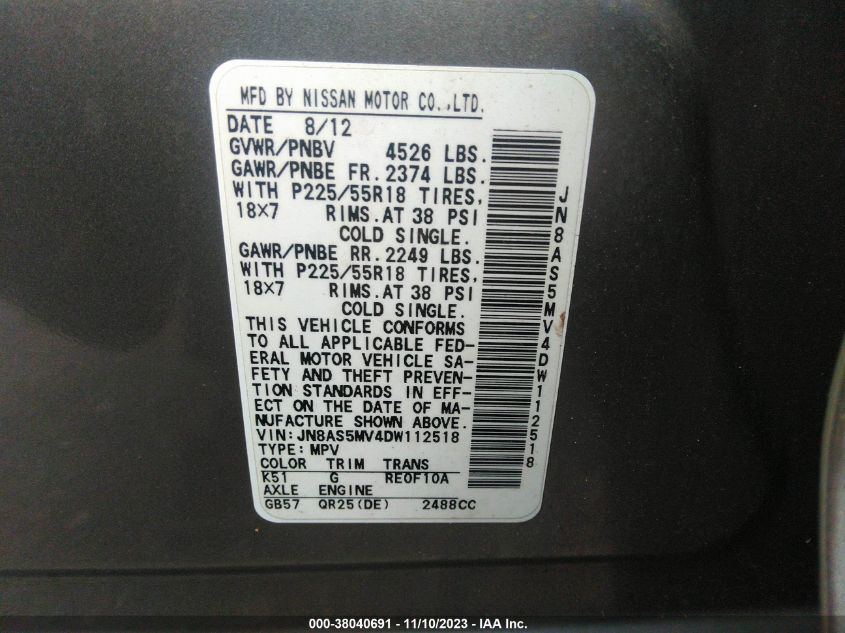 MFD BY NISSAN MOTOR CO.,LTD.
DATE 8/12
GVWR/PNBV 4526 LBS.
GAWR/PNBE FR. 2374 LBS.
WITH P225/55R18 TIRES,
18X7 RIMS.AT 38 PSI
COLD SINGLE.
GAWR/PNBE RR. 2249 LBS.
WITH P225/55R18 TIRES,
18X7 RIMS.AT 38 PSI
COLD SINGLE.
THIS VEHICLE CONFORMS
TO ALL APPLICABLE FED-
ERAL MOTOR VEHICLE SA-
FETY AND THEFT PREVEN-
TION STANDARDS IN EFF-
ECT ON THE DATE OF MA-
NUFACTURE SHOWN ABOVE.
VIN:JN8AS5MV4DW112518
TYPE:MPV
COLOR TRIM TRANS
K51 G RE0F10A
AXLE ENGINE
GB57 QR25(DE) 2488CC
JN8AS5MV4DW112518
000-38040691 - 11/10/2023 - IAA Inc.